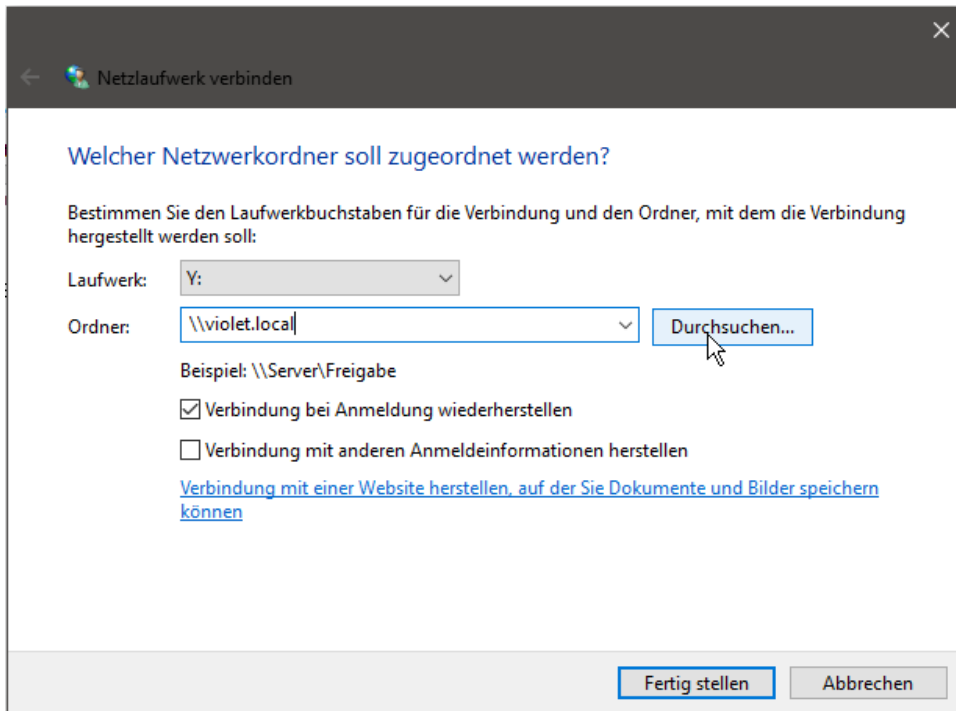 Netzlaufwerk verbinden
Welcher Netzwerkordner soll zugeordnet werden?
Bestimmen Sie den Laufwerkbuchstaben für die Verbindung und den Ordner, mit dem die Verbindung
hergestellt werden soll:
Laufwerk: Y:
Ordner: \\violet.local Durchsuchen...
Beispiel: \\Server\Freigabe
Verbindung bei Anmeldung wiederherstellen
Verbindung mit anderen Anmeldeinformationen herstellen
Verbindung mit einer Website herstellen, auf der Sie Dokumente und Bilder speichern
können
Fertig stellen Abbrechen